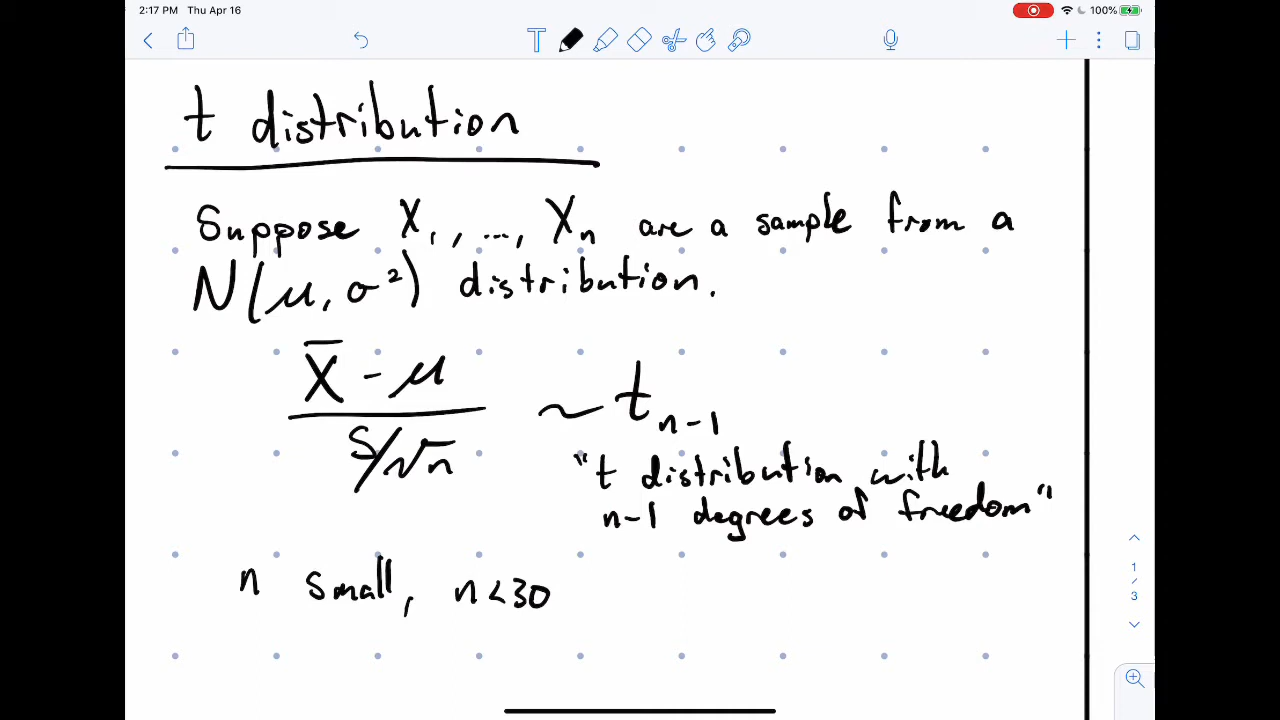 2:17 PM Thu Apr 16
100%
T
t distribution
Suppose X₁, ..., Xₙ are a sample from a
N(μ, σ²) distribution.
X̄ - μ
S/√n
~ tₙ₋₁
"t distribution with
n-1 degrees of freedom"
n small, n<30
1
/
3